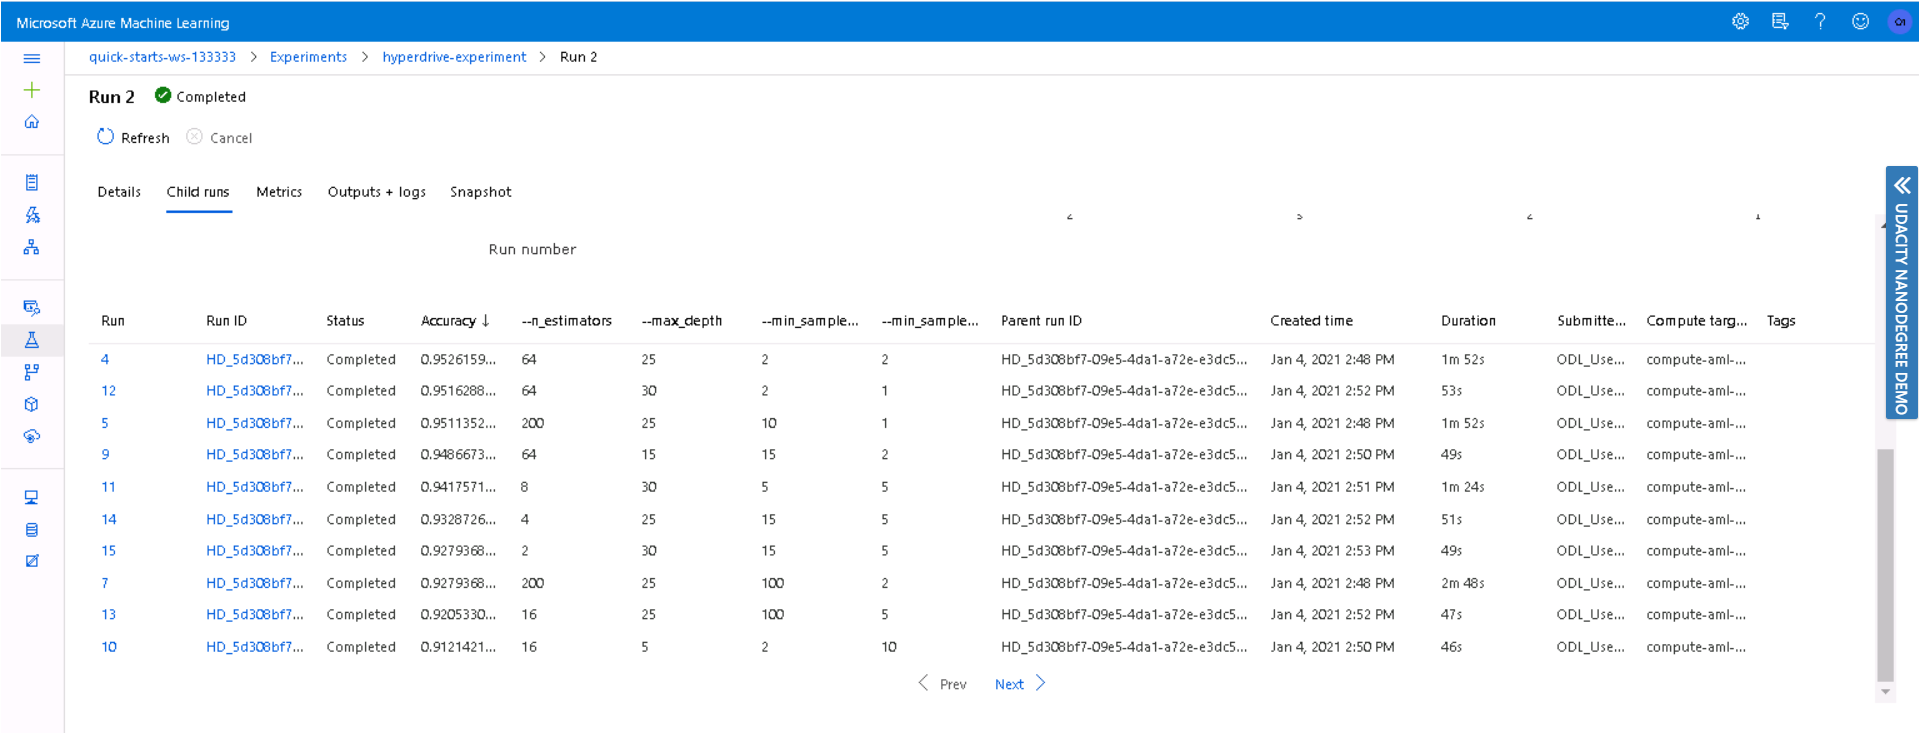 Microsoft Azure Machine Learning
quick-starts-ws-133333 > Experiments > hyperdrive-experiment > Run 2
Run 2 Completed
Refresh Cancel
Details Child runs Metrics Outputs + logs Snapshot
Run number
Run Run ID Status Accuracy ↓ --n_estimators --max_depth --min_sample... --min_sample... Parent run ID Created time Duration Submitte... Compute targ... Tags
4 HD_5d308bf7... Completed 0.9526159... 64 25 2 2 HD_5d308bf7-09e5-4da1-a72e-e3dc5... Jan 4, 2021 2:48 PM 1m 52s ODL_Use... compute-aml-...
12 HD_5d308bf7... Completed 0.9516288... 64 30 2 1 HD_5d308bf7-09e5-4da1-a72e-e3dc5... Jan 4, 2021 2:52 PM 53s ODL_Use... compute-aml-...
5 HD_5d308bf7... Completed 0.9511352... 200 25 10 1 HD_5d308bf7-09e5-4da1-a72e-e3dc5... Jan 4, 2021 2:48 PM 1m 52s ODL_Use... compute-aml-...
9 HD_5d308bf7... Completed 0.9486673... 64 15 15 2 HD_5d308bf7-09e5-4da1-a72e-e3dc5... Jan 4, 2021 2:50 PM 49s ODL_Use... compute-aml-...
11 HD_5d308bf7... Completed 0.9417571... 8 30 5 5 HD_5d308bf7-09e5-4da1-a72e-e3dc5... Jan 4, 2021 2:51 PM 1m 24s ODL_Use... compute-aml-...
14 HD_5d308bf7... Completed 0.9328726... 4 25 15 5 HD_5d308bf7-09e5-4da1-a72e-e3dc5... Jan 4, 2021 2:52 PM 51s ODL_Use... compute-aml-...
15 HD_5d308bf7... Completed 0.9279368... 2 30 15 5 HD_5d308bf7-09e5-4da1-a72e-e3dc5... Jan 4, 2021 2:53 PM 49s ODL_Use... compute-aml-...
7 HD_5d308bf7... Completed 0.9279368... 200 25 100 2 HD_5d308bf7-09e5-4da1-a72e-e3dc5... Jan 4, 2021 2:48 PM 2m 48s ODL_Use... compute-aml-...
13 HD_5d308bf7... Completed 0.9205330... 16 25 100 5 HD_5d308bf7-09e5-4da1-a72e-e3dc5... Jan 4, 2021 2:52 PM 47s ODL_Use... compute-aml-...
10 HD_5d308bf7... Completed 0.9121421... 16 5 2 10 HD_5d308bf7-09e5-4da1-a72e-e3dc5... Jan 4, 2021 2:50 PM 46s ODL_Use... compute-aml-...
< Prev Next >
UDACITY NANODEGREE DEMO